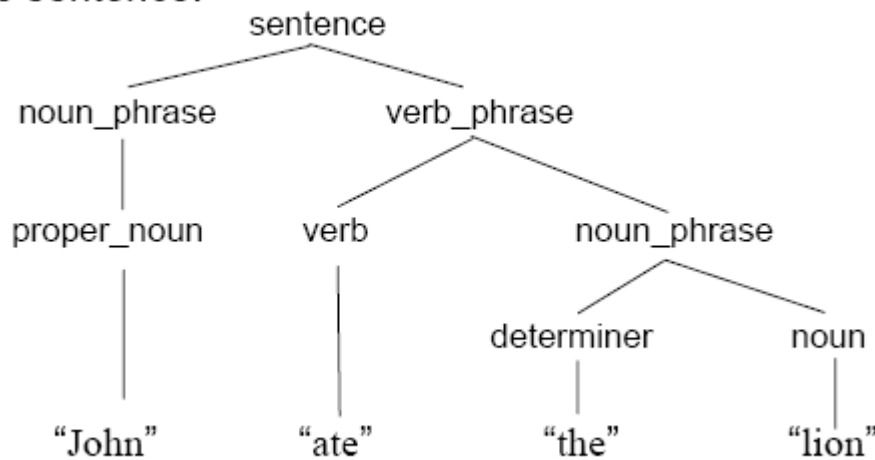 sentence
noun_phrase verb_phrase
proper_noun verb noun_phrase
determiner noun
“John” “ate” “the” “lion”